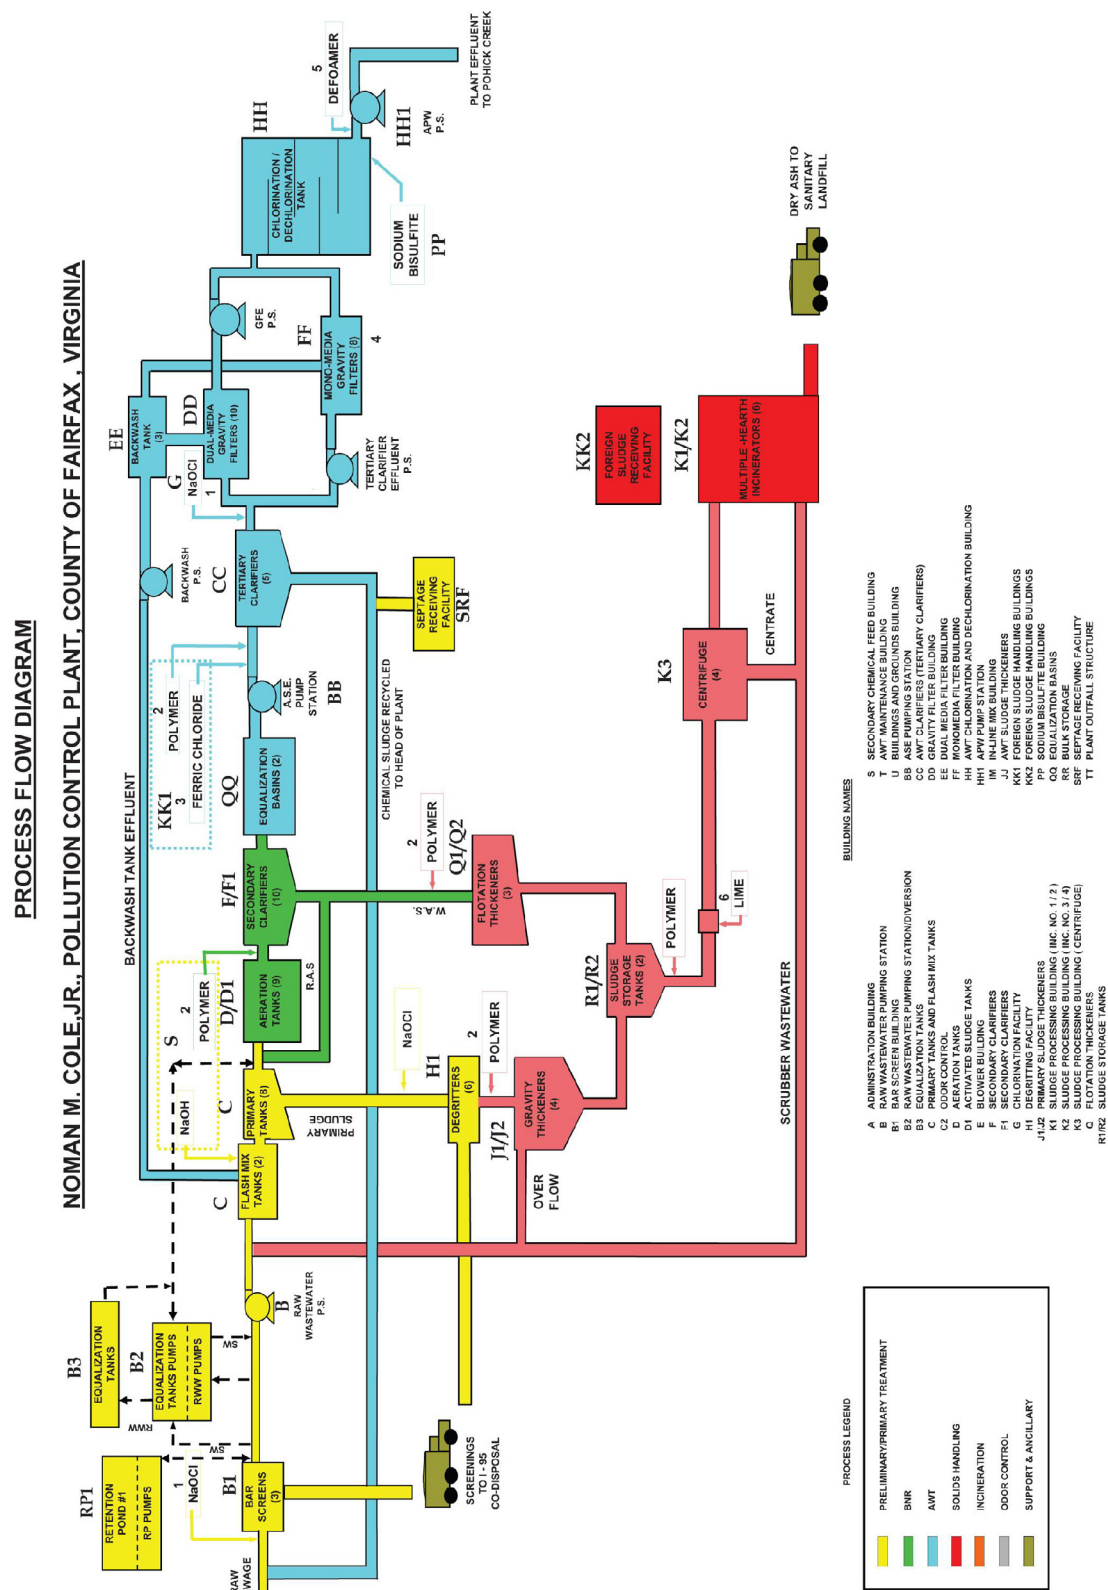 PROCESS FLOW DIAGRAM
NOMAN M. COLE,JR., POLLUTION CONTROL PLANT, COUNTY OF FAIRFAX , VIRGINIA
RP1
RETENTION
POND #1
RP PUMPS
1
NaOCl
RAW
WAGE
B1
BAR
SCREENS
(3)
SCREENINGS
TO I - 95
CO-DISPOSAL
SW
RWW
B3
EQUALIZATION
TANKS
B2
EQUALIZATION
TANKS PUMPS
RWW PUMPS
SW
B
RAW
WASTEWATER
P.S.
C
FLASH MIX
TANKS (2)
S
NaOH
2
POLYMER
C
PRIMARY
TANKS (8)
PRIMARY
SLUDGE
D/D1
AERATION
TANKS (9)
R.A.S
F/F1
SECONDARY
CLARIFIERS
(10)
W.A.S.
BACKWASH TANK EFFLUENT
QQ
EQUALIZATION
BASINS (2)
KK1
3
FERRIC CHLORIDE
2
POLYMER
A.S.E.
PUMP
STATION
BB
CC
TERTIARY
CLARIFIERS
(5)
CHEMICAL SLUDGE RECYCLED
TO HEAD OF PLANT
SEPTAGE
RECEIVING
FACILITY
SRF
BACKWASH
P.S.
EE
BACKWASH
TANK
(3)
G
NaOCl
1
DD
DUAL-MEDIA
GRAVITY
FILTERS (10)
TERTIARY
CLARIFIER
EFFLUENT
P.S.
FF
MONO-MEDIA
GRAVITY
FILTERS (8)
4
GFE
P.S.
HH
CHLORINATION /
DECHLORINATION
TANK
SODIUM
BISULFITE
PP
5
DEFOAMER
HH1
APW
P.S.
PLANT EFFLUENT
TO POHICK CREEK
H1
DEGRITTERS
(6)
NaOCl
2
POLYMER
J1/J2
GRAVITY
THICKENERS
(4)
OVER
FLOW
2
POLYMER
Q1/Q2
FLOTATION
THICKENERS
(3)
R1/R2
SLUDGE
STORAGE
TANKS (2)
POLYMER
6
LIME
K3
CENTRIFUGE
(4)
CENTRATE
SCRUBBER WASTEWATER
KK2
FOREIGN
SLUDGE
RECEIVING
FACILITY
K1/K2
MULTIPLE -HEARTH
INCINERATORS (6)
DRY ASH TO
SANITARY
LANDFILL
PROCESS LEGEND
PRELIMINARY/PRIMARY TREATMENT
BNR
AWT
SOLIDS HANDLING
INCINERATION
ODOR CONTROL
SUPPORT & ANCILLARY
BUILDING NAMES
A ADMINSTRATION BUILDING
B RAW WASTEWATER PUMPING STATION
B1 BAR SCREEN BUILDING
B2 RAW WASTEWATER PUMPING STATION/DIVERSION
B3 EQUALIZATION TANKS
C PRIMARY TANKS AND FLASH MIX TANKS
C2 ODOR CONTROL
D AERATION TANKS
D1 ACTIVATED SLUDGE TANKS
E BLOWER BUILDING
F SECONDARY CLARIFIERS
F1 SECONDARY CLARIFIERS
G CHLORINATION FACILITY
H1 DEGRITTING FACILITY
J1/J2 PRIMARY SLUDGE THICKENERS
K1 SLUDGE PROCESSING BUILDING ( INC. NO. 1 / 2 )
K2 SLUDGE PROCESSING BUILDING ( INC. NO. 3 / 4)
K3 SLUDGE PROCESSING BUILDING ( CENTRIFUGE)
Q FLOTATION THICKENERS
R1/R2 SLUDGE STORAGE TANKS
S SECONDARY CHEMICAL FEED BUILDING
T AWT MAINTENANCE BUILDING
U BUILDINGS AND GROUNDS BUILDING
BB ASE PUMPING STATION
CC AWT CLARIFIERS (TERTIARY CLARIFIERS)
DD GRAVITY FILTER BUILDING
EE DUAL MEDIA FILTER BUILDING
FF MONOMEDIA FILTER BUILDING
HH AWT CHLORINATION AND DECHLORINATION BUILDING
HH1 APW PUMP STATION
IM IN-LINE MIX BUILDING
JJ AWT SLUDGE THICKENERS
KK1 FOREIGN SLUDGE HANDLING BUILDINGS
KK2 FOREIGN SLUDGE HANDLING BUILDINGS
PP SODIUM BISULFITE BUILDING
QQ EQUALIZATION BASINS
RR BULK STORAGE
SRF SEPTAGE RECEIVING FACILITY
TT PLANT OUTFALL STRUCTURE